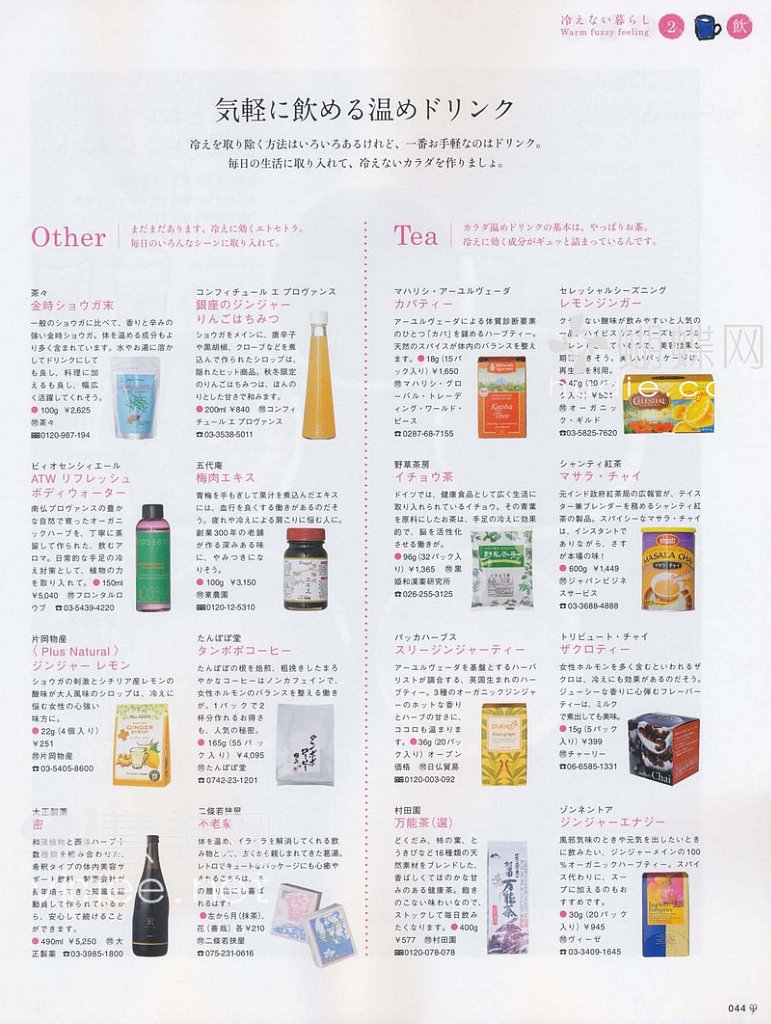 冷えない暮らし
Warm fuzzy feeling
2
飲
気軽に飲める温めドリンク
冷えを取り除く方法はいろいろあるけれど、一番お手軽なのはドリンク。
毎日の生活に取り入れて、冷えないカラダを作りましょ。
Other
まだまだあります、冷えに効くエトセトラ。
毎日のいろんなシーンに取り入れて。
茶々
金時ショウガ末
一般のショウガに比べて、香りと辛みの
強い金時ショウガ。体を温める成分もよ
り多く含まれています。水やお湯に溶か
してドリンクにして
も良し、料理に加
えるも良し、幅広
く活躍してくれそう。
●100g ¥2,625
㉄茶々
0120-987-194
コンフィチュール エ プロヴァンス
銀座のジンジャー
りんごはちみつ
ショウガをメインに、唐辛子
や黒胡椒、クローブなどを煮
込んで作られたシロップは、
隠れたヒット商品。秋冬限定
のりんごはちみつは、ほんの
りとした甘さで和みます。
●200ml ¥840 ㉄コンフィ
チュール エ プロヴァンス
☎03-3538-5011
ビィオセンシィエール
ATW リフレッシュ
ボディウォーター
南仏プロヴァンスの豊か
な自然で育ったオーガニ
ックハーブを、丁寧に蒸
留して作られた、飲むアロ
マ。日常的な手足の冷
え対策として、植物の力
を取り入れて。●150ml
¥5,040 ㉄フロンタルロ
ウプ ☎03-5439-4220
五代庵
梅肉エキス
青梅を手もぎして果汁を煮込んだエキス
には、血行を良くする働きがあるのだそ
う。疲れや冷えによる肩こりに悩む人に。
創業300年の老舗
が作る深みある味
に、やみつきにな
りそう。
●100g ¥3,150
㉄東農園
0120-12-5310
片岡物産
〈Plus Natural〉
ジンジャー レモン
ショウガの刺激とシチリア産レモンの
酸味が大人風味のシロップは、冷えに
悩む女性の心強い
味方に。
●22g(4個入り)
¥251
㉄片岡物産
☎03-5405-8600
たんぽぽ堂
タンポポコーヒー
たんぽぽの根を焙煎、粗挽きしたまろ
やかなコーヒーはノンカフェインで、
女性ホルモンのバランスを整える働き
が。1パックで2
杯分作れるお得さ
も、人気の秘密。
●165g(55パッ
ク入り) ¥4,095
㉄たんぽぽ堂
☎0742-23-1201
大正製薬
密
和漢植物と西洋ハーブ
数種類を組み合わせた、
希釈タイプの体内美容サ
ポート飲料。製薬会社が
長年培ってきた知識を総
動員して作られているか
ら、安心して続けること
ができます。
●490ml ¥5,250 ㉄大
正製薬 ☎03-3985-1800
二條若狭屋
不老泉
体を温め、イライラを解消してくれる飲
み物として、古くから親しまれてきた葛湯。
レトロでキュートなパッケージにも心癒や
されるこちらは、
の贈り物にも喜ば
れるはず!
●左から月(抹茶)、
花(善哉)各¥210
㉄二條若狭屋
☎075-231-0616
Tea
カラダ温めドリンクの基本は、やっぱりお茶。
冷えに効く成分がギュッと詰まっているんです。
マハリシ・アーユルヴェーダ
カパティー
アーユルヴェーダによる体質診断要素
のひとつ「カパ」を鎮めるハーブティー。
天然のスパイスが体内のバランスを整え
ます。●18g(15パ
ック入り)¥1,650
㉄マハリシ・グロ
ーバル・トレーデ
ィング・ワールド・
ピース
☎0287-68-7155
セレッシャルシーズニング
レモンジンガー
クセのない酸味が飲みやすいと人気の
期待できそう。美しいパッケージは、
再生紙を利用。
㉄オーガニッ
ク・ギルド
☎03-5825-7620
野草茶房
イチョウ茶
ドイツでは、健康食品として広く生活に
取り入れられているイチョウ。その青葉
を原料にしたお茶は、手足の冷えに効果
的で、脳を活性化
させる働きが。
●96g(32パック入
り)¥1,365 ㉄黒
姫和漢薬研究所
☎026-255-3125
シャンティ紅茶
マサラ・チャイ
元インド政府紅茶局の広報官が、テイス
ター兼ブレンダーを務めるシャンティ紅
茶の製品。スパイシーなマサラ・チャイ
は、インスタントで
ありながら、さす
が本場の味!
●600g ¥1,449
㉄ジャパンビジネ
スサービス
☎03-3688-4888
パッカハーブス
スリージンジャーティー
アーユルヴェーダを基盤とするハーバ
リストが調合する、英国生まれのハー
ブティー。3種のオーガニックジンジャ
ーのホットな香り
とハーブの甘さに、
ココロも温まりま
す。●36g(20パッ
ク入り)オープン
価格 ㉄日仏貿易
0120-003-092
トリビュート・チャイ
ザクロティー
女性ホルモンを多く含むといわれるザ
クロは、冷えにも効果があるのだそう。
ジューシーな香りに心弾むフレーバー
ティーは、ミルク
で煮出しても美味。
●15g(5パック
入り)¥399
㉄チャーリー
☎06-6585-1331
村田園
万能茶(選)
どくだみ、柿の葉、と
うきびなど16種類の天
然素材をブレンドした、
香ばしくてほのかな甘
みのある健康茶。飽き
のこない味わいなので、
ストックして毎日飲み
たくなります。●400g
¥577 ㉄村田園
0120-078-078
ゾンネントア
ジンジャーエナジー
風邪気味のときや元気を出したいとき
に飲みたい、ジンジャーメインの100
%オーガニックハーブティー。スパイ
ス代わりに、スー
プに加えるのもお
すすめです。
●30g(20パック
入り)¥945
㉄ヴィーゼ
☎03-3409-1645
GINGER
SYRUP
Kapha
Tree
CELESTIAL
MASALA CHAI
マサラ・チャイ
pukka
three ginger
Chai
村田園
万能茶
蝴蝶网
044